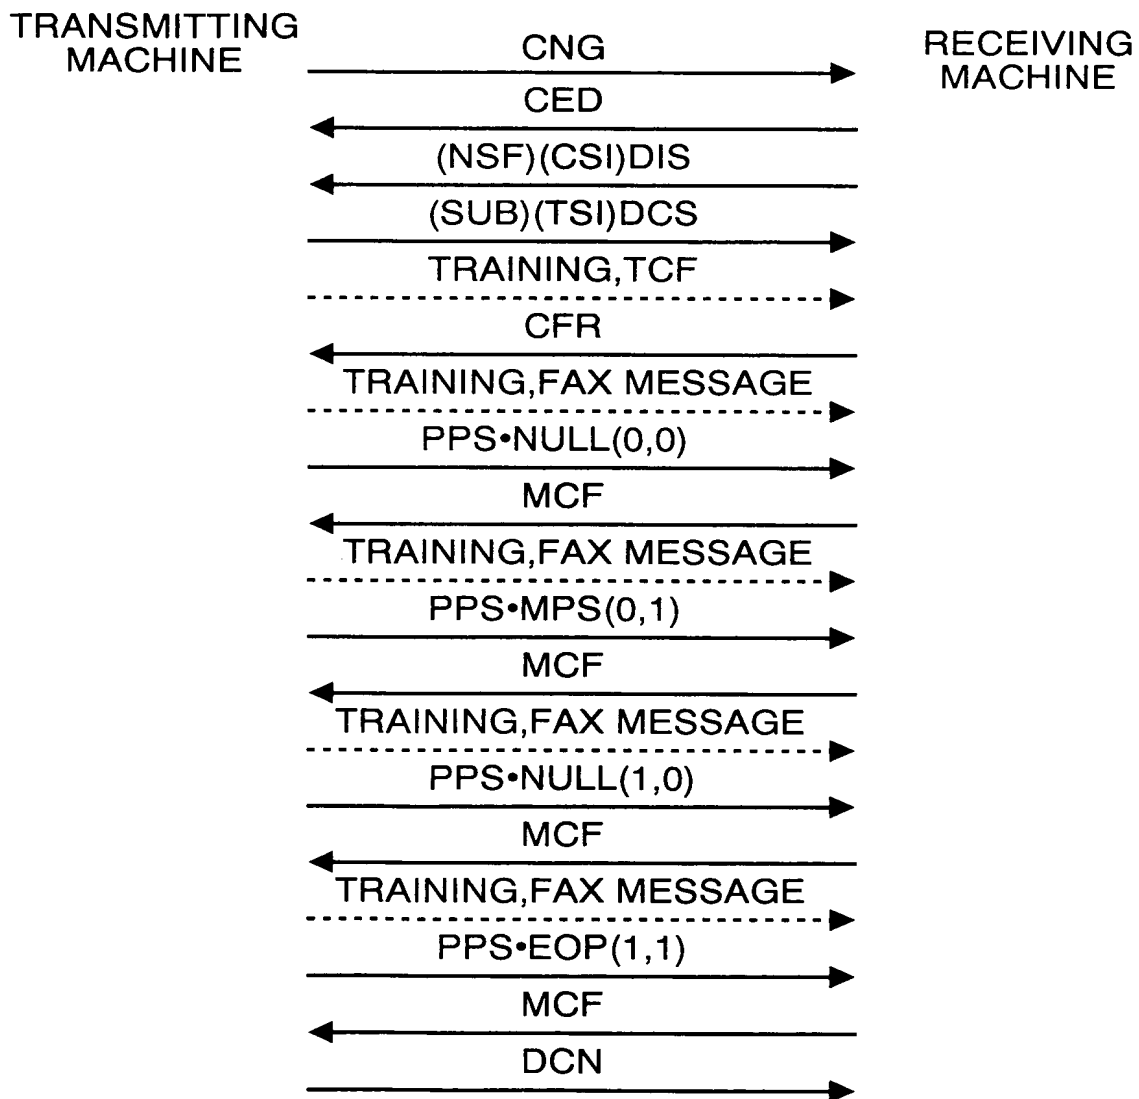 TRANSMITTING
MACHINE
RECEIVING
MACHINE
CNG
CED
(NSF)(CSI)DIS
(SUB)(TSI)DCS
TRAINING,TCF
CFR
TRAINING,FAX MESSAGE
PPS•NULL(0,0)
MCF
TRAINING,FAX MESSAGE
PPS•MPS(0,1)
MCF
TRAINING,FAX MESSAGE
PPS•NULL(1,0)
MCF
TRAINING,FAX MESSAGE
PPS•EOP(1,1)
MCF
DCN